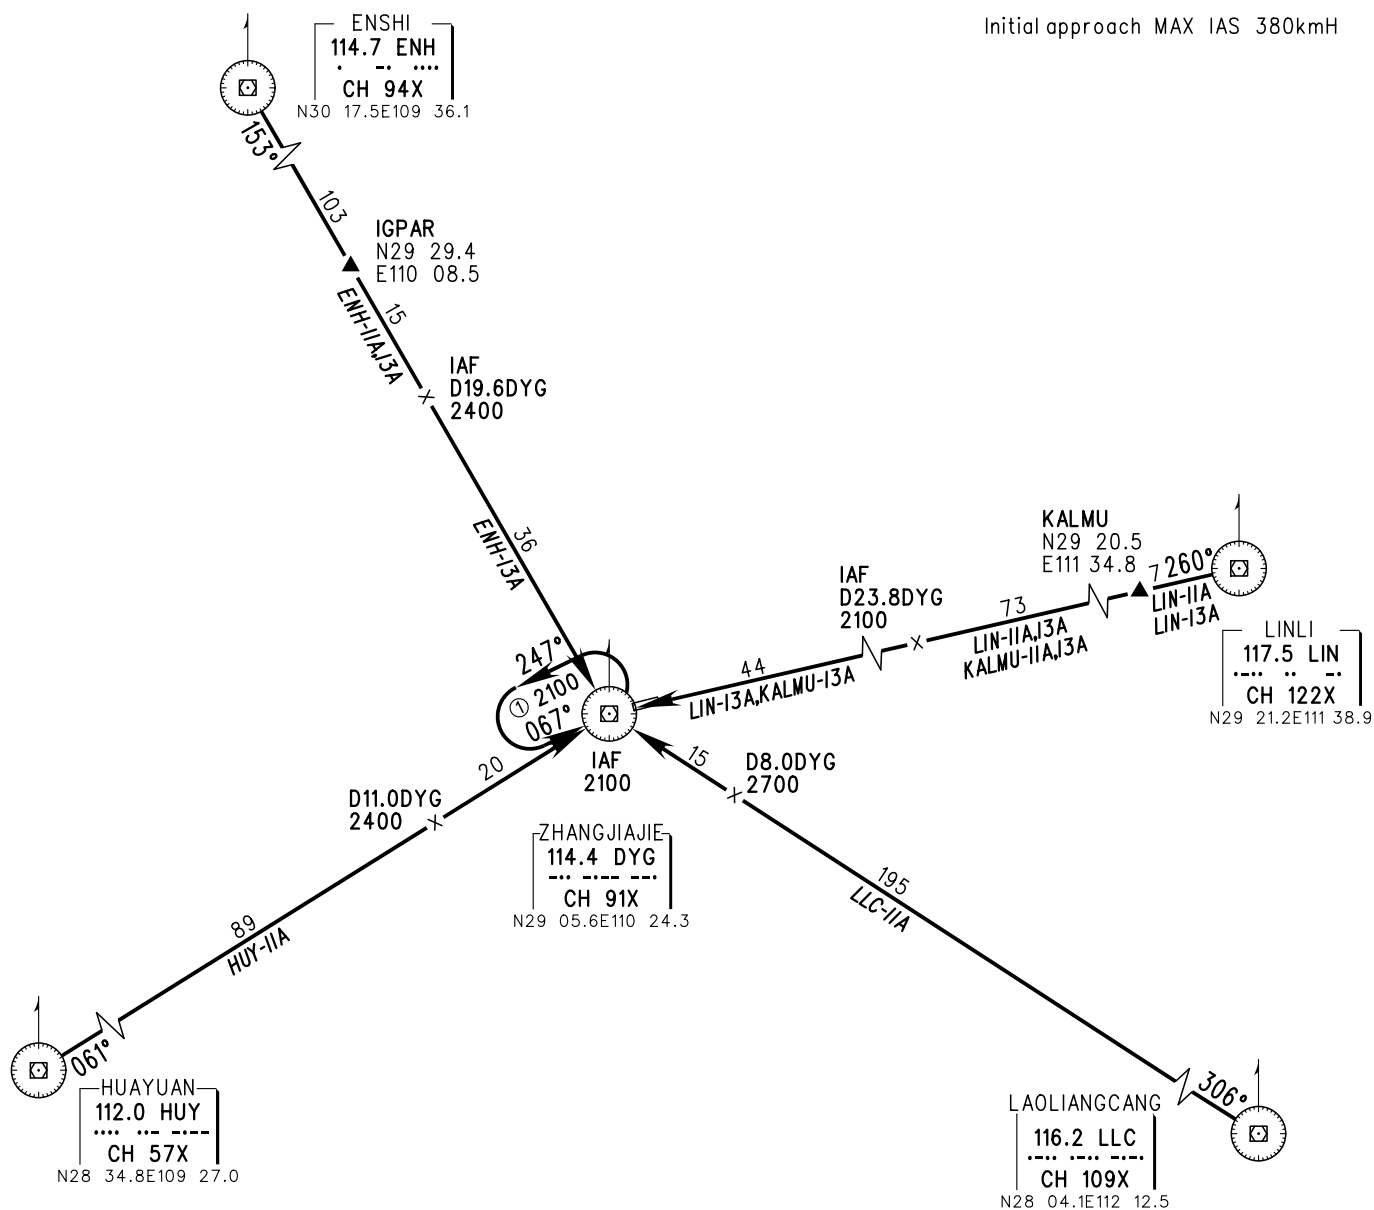 Initial approach MAX IAS 380kmH
ENSHI
114.7 ENH
CH 94X
N30 17.5E109 36.1
153°
103
IGPAR
N29 29.4
E110 08.5
15
ENH-11A,13A
IAF
D19.6DYG
2400
36
ENH-13A
KALMU
N29 20.5
E111 34.8
7
260°
LIN-11A
LIN-13A
LINLI
117.5 LIN
CH 122X
N29 21.2E111 38.9
IAF
D23.8DYG
2100
73
LIN-11A,13A
KALMU-11A,13A
44
LIN-13A,KALMU-13A
247°
① 2100
067°
IAF
2100
15
D8.0DYG
2700
20
D11.0DYG
2400
ZHANGJIAJIE
114.4 DYG
CH 91X
N29 05.6E110 24.3
195
LLC-11A
89
HUY-11A
061°
HUAYUAN
112.0 HUY
CH 57X
N28 34.8E109 27.0
306°
LAOLIANGCANG
116.2 LLC
CH 109X
N28 04.1E112 12.5